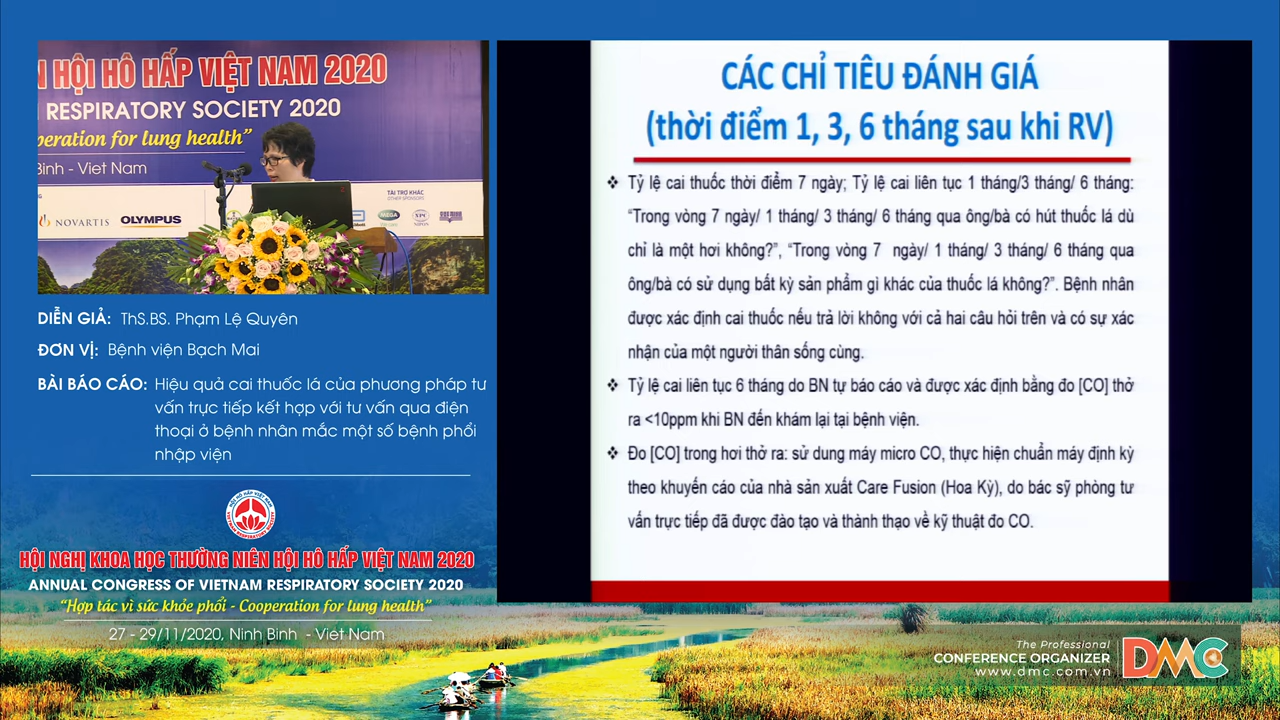 HỘI HÔ HẤP VIỆT NAM 2020
RESPIRATORY SOCIETY 2020
peration for lung health”
Binh - Viet Nam
TÀI TRỢ KHÁC
OTHER SPONSORS
NOVARTIS
OLYMPUS
MEGA
DIỄN GIẢ: ThS.BS. Phạm Lệ Quyên
ĐƠN VỊ: Bệnh viện Bạch Mai
BÀI BÁO CÁO: Hiệu quả cai thuốc lá của phương pháp tư
vấn trực tiếp kết hợp với tư vấn qua điện
thoại ở bệnh nhân mắc một số bệnh phổi
nhập viện
HỘI NGHỊ KHOA HỌC THƯỜNG NIÊN HỘI HÔ HẤP VIỆT NAM 2020
ANNUAL CONGRESS OF VIETNAM RESPIRATORY SOCIETY 2020
“Hợp tác vì sức khỏe phổi - Cooperation for lung health”
27 - 29/11/2020, Ninh Binh - Viet Nam
CÁC CHỈ TIÊU ĐÁNH GIÁ
(thời điểm 1, 3, 6 tháng sau khi RV)
❖ Tỷ lệ cai thuốc thời điểm 7 ngày; Tỷ lệ cai liên tục 1 tháng/3 tháng/ 6 tháng:
“Trong vòng 7 ngày/ 1 tháng/ 3 tháng/ 6 tháng qua ông/bà có hút thuốc lá dù
chỉ là một hơi không?”, “Trong vòng 7 ngày/ 1 tháng/ 3 tháng/ 6 tháng qua
ông/bà có sử dụng bất kỳ sản phẩm gì khác của thuốc lá không?”. Bệnh nhân
được xác định cai thuốc nếu trả lời không với cả hai câu hỏi trên và có sự xác
nhận của một người thân sống cùng.
❖ Tỷ lệ cai liên tục 6 tháng do BN tự báo cáo và được xác định bằng đo [CO] thở
ra <10ppm khi BN đến khám lại tại bệnh viện.
❖ Đo [CO] trong hơi thở ra: sử dung máy micro CO, thực hiện chuẩn máy định kỳ
theo khuyến cáo của nhà sản xuất Care Fusion (Hoa Kỳ), do bác sỹ phòng tư
vấn trực tiếp đã được đào tạo và thành thạo về kỹ thuật đo CO.
The Professional
CONFERENCE ORGANIZER
www.dmc.com.vn
DMC